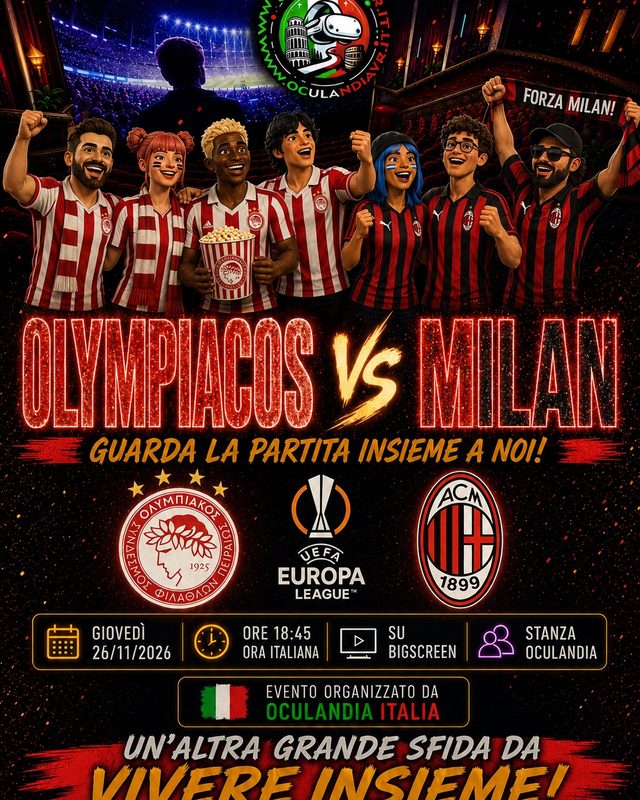 WWW.OCULANDIAVR.IT
FORZA MILAN!
OLYMPIACOS VS MILAN
GUARDA LA PARTITA INSIEME A NOI!
ΟΛΥΜΠΙΑΚΟΣ
ΣΥΝΔΕΣΜΟΣ ΦΙΛΑΘΛΩΝ ΠΕΙΡΑΙΩΣ
1925
UEFA
EUROPA
LEAGUE™
ACM
1899
GIOVEDÌ
26/11/2026
ORE 18:45
ORA ITALIANA
SU
BIGSCREEN
STANZA
OCULANDIA
EVENTO ORGANIZZATO DA
OCULANDIA ITALIA
UN'ALTRA GRANDE SFIDA DA
VIVERE INSIEME!